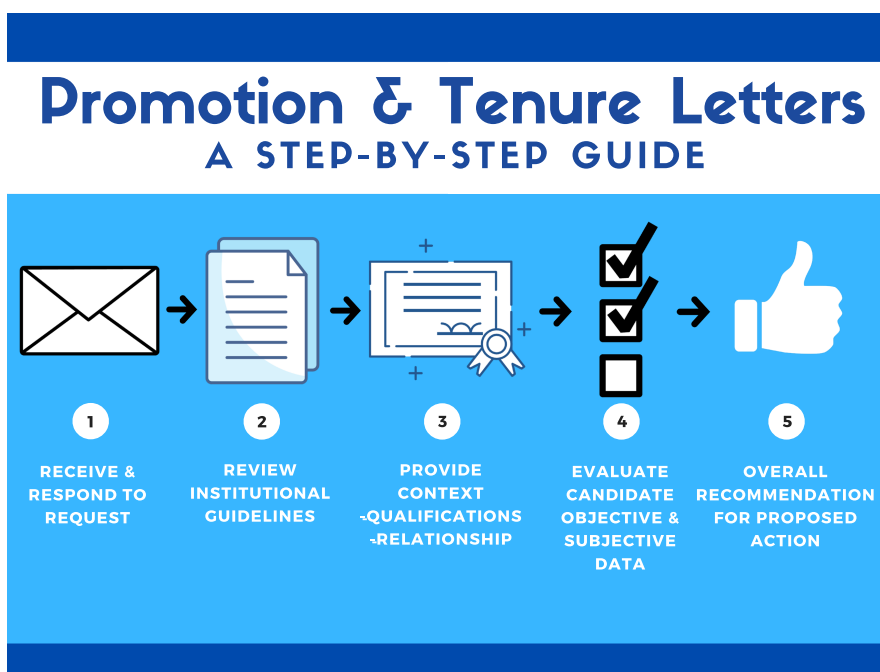 Promotion & Tenure Letters
A STEP-BY-STEP GUIDE
1
RECEIVE &
RESPOND TO
REQUEST
2
REVIEW
INSTITUTIONAL
GUIDELINES
3
PROVIDE
CONTEXT
-QUALIFICATIONS
-RELATIONSHIP
4
EVALUATE
CANDIDATE
OBJECTIVE &
SUBJECTIVE
DATA
5
OVERALL
RECOMMENDATION
FOR PROPOSED
ACTION